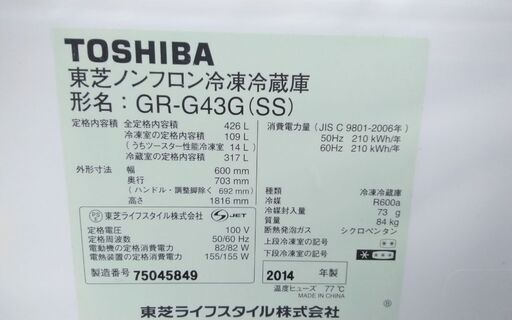 TOSHIBA
東芝ノンフロン冷凍冷蔵庫
形名：GR-G43G(SS)
定格内容積 全定格内容積 426 L
冷凍室の定格内容積 109 L
（うちツースター性能冷凍室 14 L）
冷蔵室の定格内容積 317 L
外形寸法 幅 600 mm
奥行 703 mm
（ハンドル・調整脚除く 692 mm）
高さ 1816 mm
消費電力量（JIS C 9801-2006年）
50Hz 210 kWh/年
60Hz 210 kWh/年
種類 冷凍冷蔵庫
冷媒 R600a
冷媒封入量 73 g
質量 84 kg
断熱発泡ガス シクロペンタン
上段冷凍室の記号
下段冷凍室の記号
PS E 東芝ライフスタイル株式会社 JET
定格電圧 100 V
定格周波数 50/60 Hz
電動機の定格消費電力 82/82 W
電熱装置の定格消費電力 155/155 W
製造番号 75045849
2014 年製
温度ヒューズ 77℃
MADE IN CHINA
東芝ライフスタイル株式会社